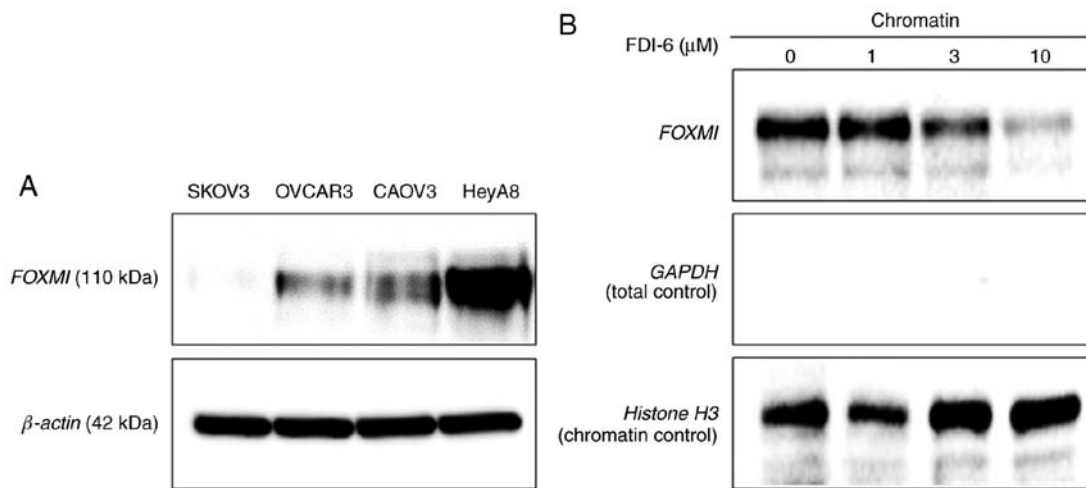 A
SKOV3 OVCAR3 CAOV3 HeyA8
FOXMI (110 kDa)
β-actin (42 kDa)
B
Chromatin
FDI-6 (μM)
0 1 3 10
FOXMI
GAPDH
(total control)
Histone H3
(chromatin control)